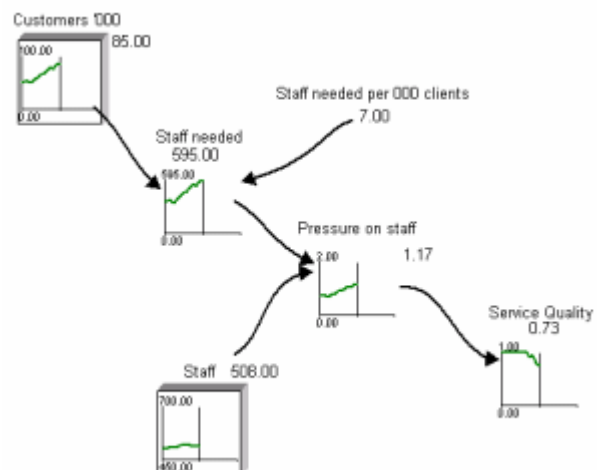 Customers '000
85.00
100.00
0.00
Staff needed per 000 clients
7.00
Staff needed
595.00
595.00
0.00
Pressure on staff
1.17
2.00
0.00
Service Quality
0.73
1.00
0.00
Staff 508.00
700.00
450.00